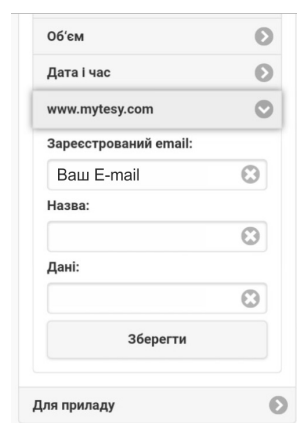 Об'єм
Дата і час
www.mytesy.com
Зареєстрований email:
Ваш E-mail
Назва:
Дані:
Зберегти
Для приладу